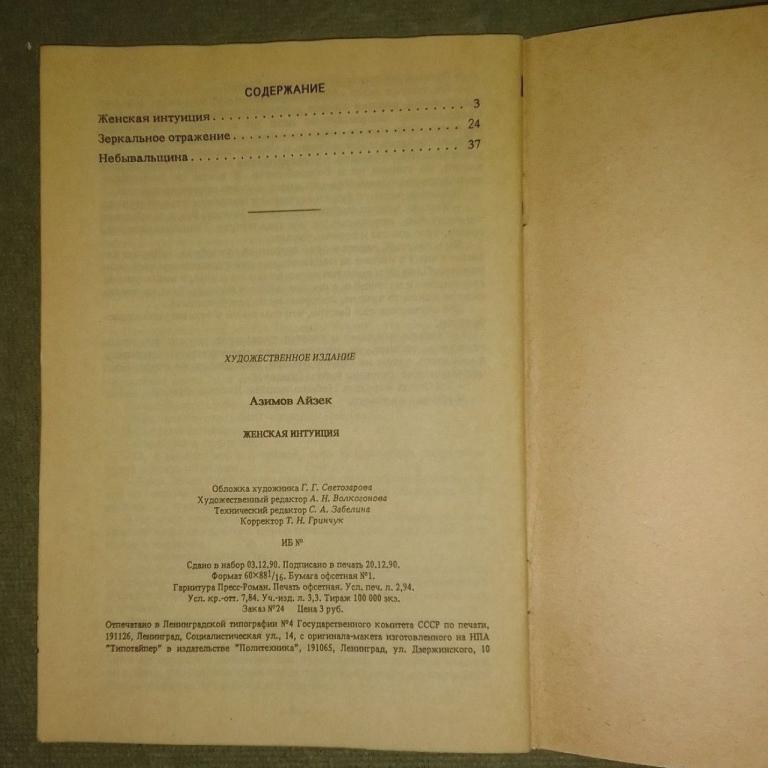 СОДЕРЖАНИЕ
Женская интуиция . . . . . . . . . . . . . . . . . . . . . . . . . . . . . 3
Зеркальное отражение . . . . . . . . . . . . . . . . . . . . . . . . . . 24
Небывальщина . . . . . . . . . . . . . . . . . . . . . . . . . . . . . . 37
ХУДОЖЕСТВЕННОЕ ИЗДАНИЕ
Азимов Айзек
ЖЕНСКАЯ ИНТУИЦИЯ
Обложка художника Г. Г. Светозарова
Художественный редактор А. Н. Волкогонова
Технический редактор С. А. Забелина
Корректор Т. Н. Гринчук
ИБ №
Сдано в набор 03.12.90. Подписано в печать 20.12.90.
Формат 60×88 1/16. Бумага офсетная №1.
Гарнитура Пресс-Роман. Печать офсетная. Усл. печ. л. 2,94.
Усл. кр.-отт. 7,84. Уч.-изд. л. 3,3. Тираж 100 000 экз.
Заказ №24 Цена 3 руб.
Отпечатано в Ленинградской типографии №4 Государственного комитета СССР по печати,
191126, Ленинград, Социалистическая ул., 14, с оригинала-макета изготовленного на НПА
"Типотайпер" в издательстве "Политехника", 191065, Ленинград, ул. Дзержинского, 10